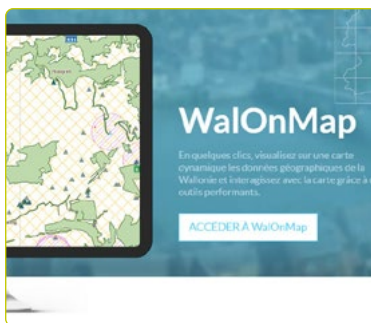 WalOnMap
En quelques clics, visualisez sur une carte
dynamique les données géographiques de la
Wallonie et interagissez avec la carte grâce à
outils performants.
ACCÉDER À WalOnMap